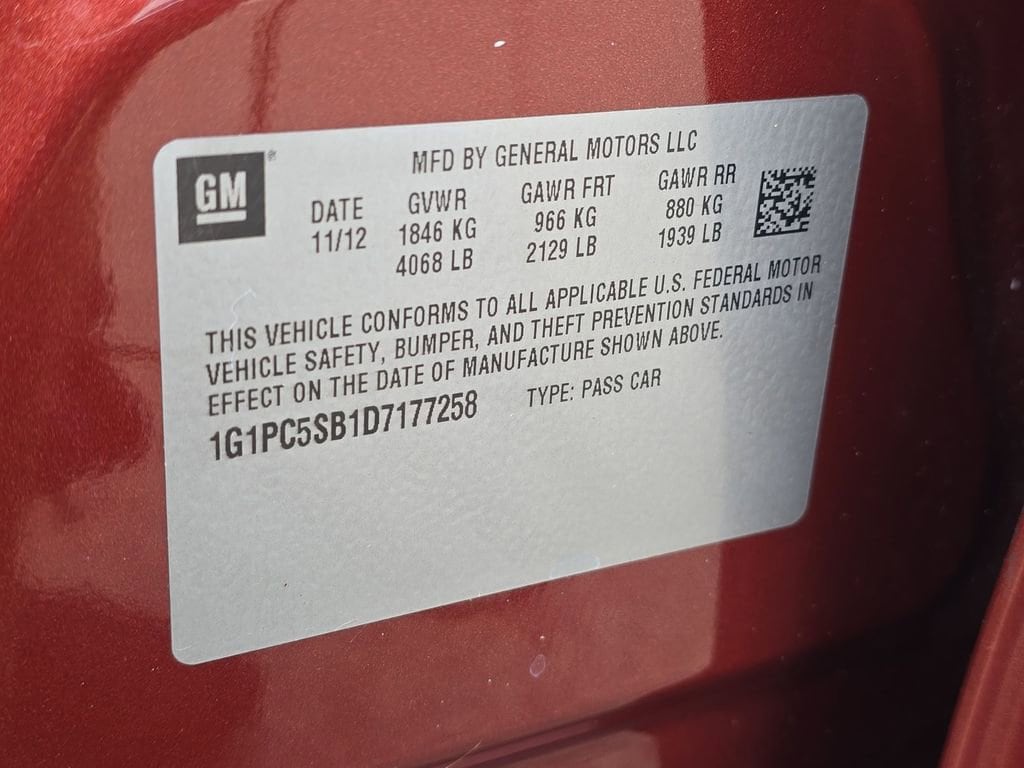 GM
MFD BY GENERAL MOTORS LLC
DATE GVWR GAWR FRT GAWR RR
11/12 1846 KG 966 KG 880 KG
4068 LB 2129 LB 1939 LB
THIS VEHICLE CONFORMS TO ALL APPLICABLE U.S. FEDERAL MOTOR
VEHICLE SAFETY, BUMPER, AND THEFT PREVENTION STANDARDS IN
EFFECT ON THE DATE OF MANUFACTURE SHOWN ABOVE.
1G1PC5SB1D7177258 TYPE: PASS CAR